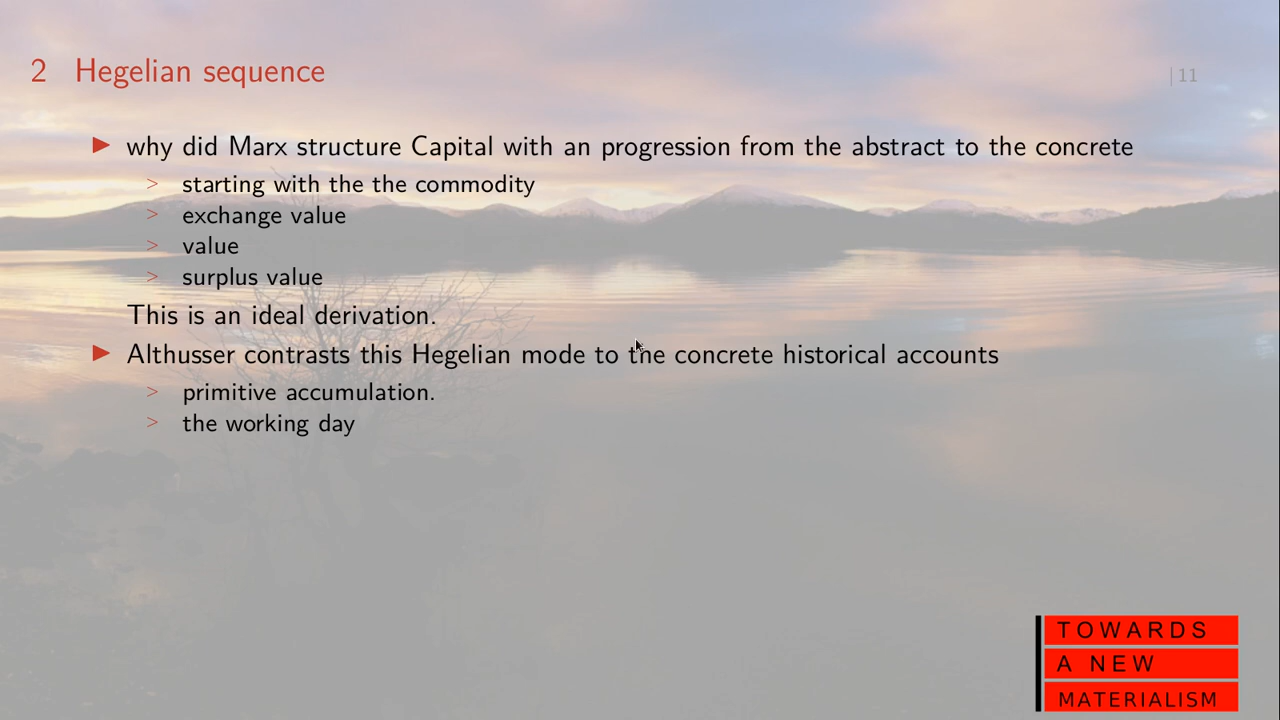 2 Hegelian sequence
| 11
▶ why did Marx structure Capital with an progression from the abstract to the concrete
> starting with the the commodity
> exchange value
> value
> surplus value
This is an ideal derivation.
▶ Althusser contrasts this Hegelian mode to the concrete historical accounts
> primitive accumulation.
> the working day
TOWARDS
A NEW
MATERIALISM